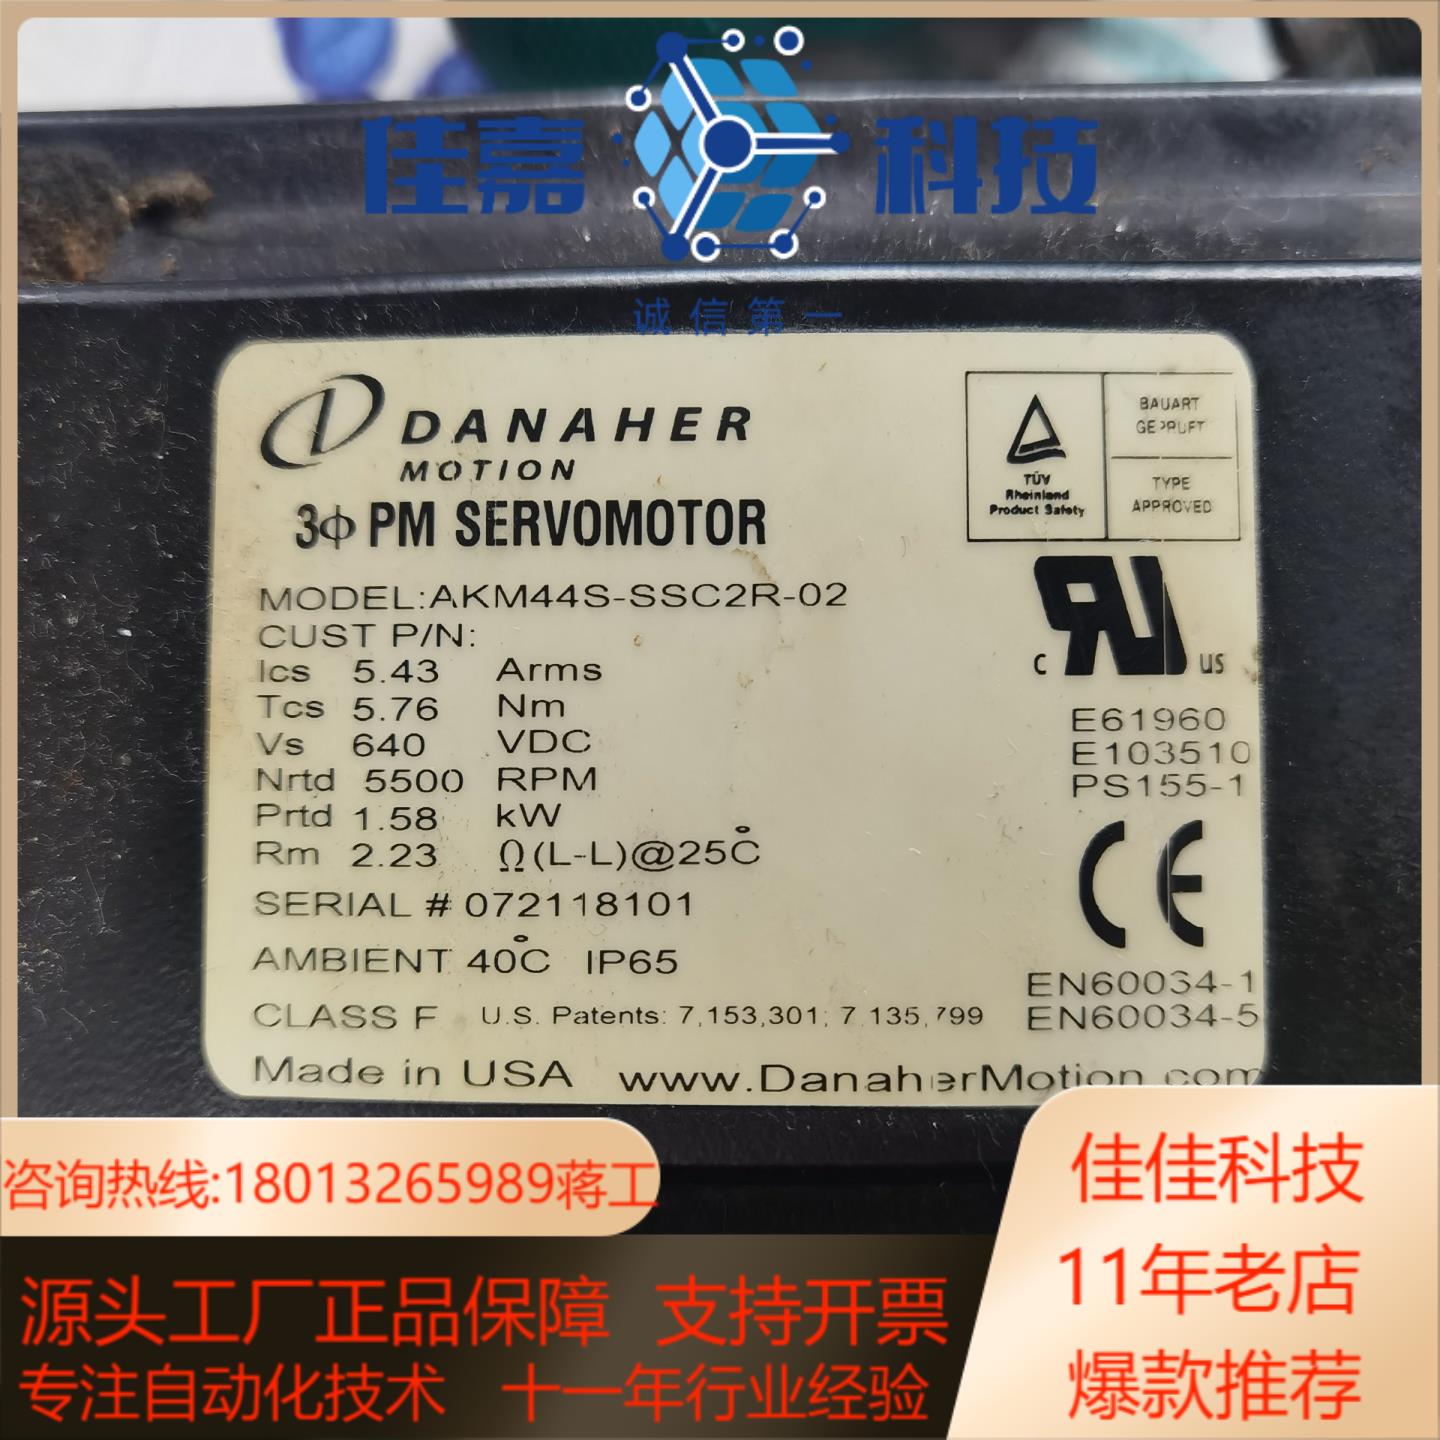 佳嘉 科技
诚信第一
DANAHER
MOTION
3ϕ PM SERVOMOTOR
TÜV
Rheinland
Product Safety
BAUART
GEPRUFT
TYPE
APPROVED
MODEL:AKM44S-SSC2R-02
CUST P/N:
Ics 5.43 Arms
Tcs 5.76 Nm
Vs 640 VDC
Nrtd 5500 RPM
Prtd 1.58 kW
Rm 2.23 Ω(L-L)@25°C
SERIAL # 072118101
AMBIENT 40°C IP65
CLASS F U.S. Patents: 7,153,301; 7,135,799
Made in USA www.DanaherMotion.com
c RU us
E61960
E103510
PS155-1
CE
EN60034-1
EN60034-5
咨询热线:18013265989蒋工
源头工厂正品保障 支持开票
专注自动化技术 十一年行业经验
佳佳科技
11年老店
爆款推荐